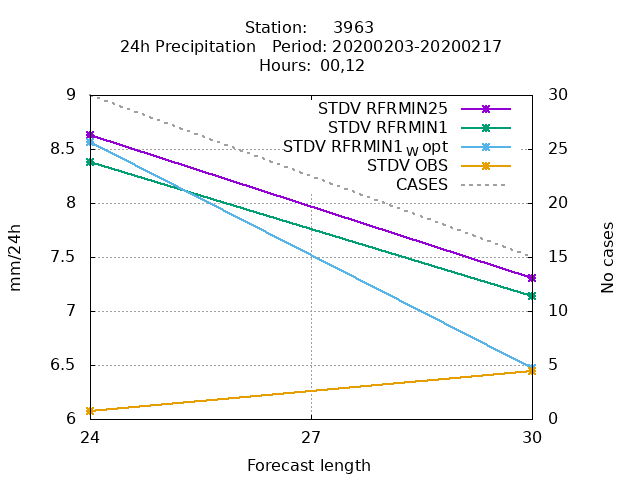 Station: 3963
24h Precipitation Period: 20200203-20200217
Hours: 00,12
9 30
STDV RFRMIN25
STDV RFRMIN1
8.5 STDV RFRMIN1W opt 25
STDV OBS
CASES
8 20
7.5 15
7 10
6.5 5
6 0
mm/24h
No cases
24 27 30
Forecast length